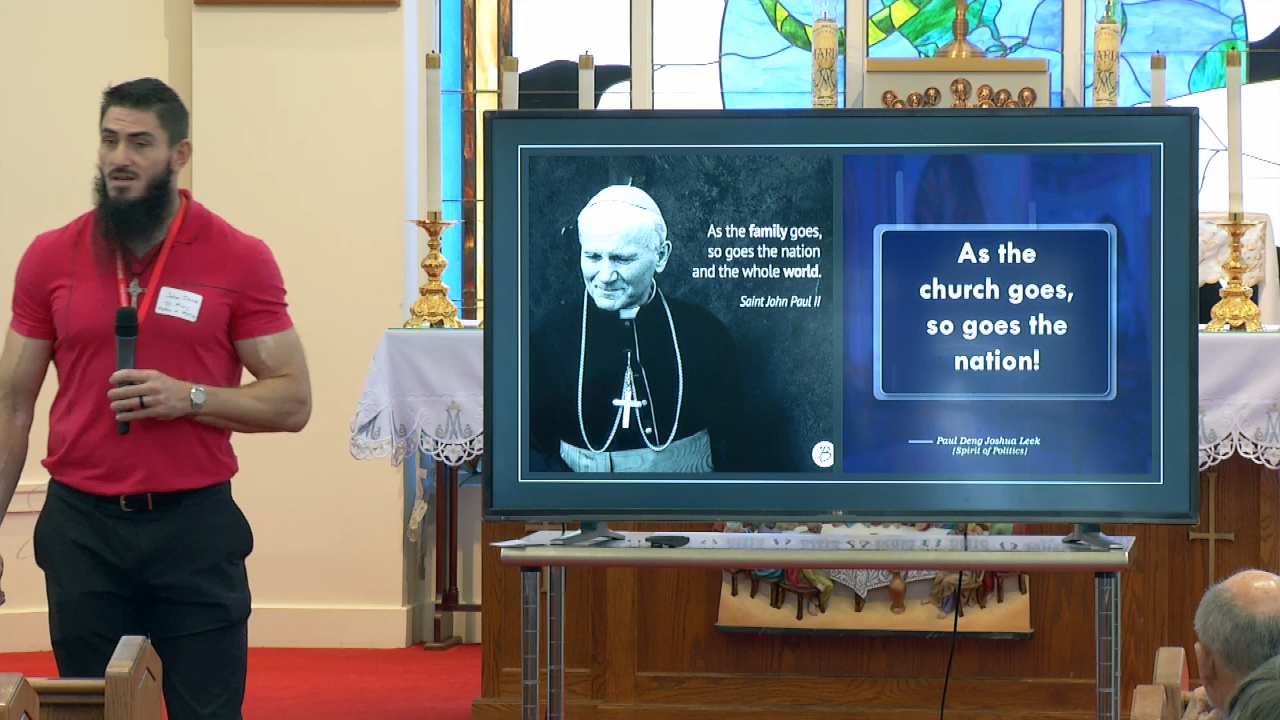 As the family goes,
so goes the nation
and the whole world.
Saint John Paul II
As the
church goes,
so goes the
nation!
Paul Deng Joshua Leek
[Spirit of Politics]